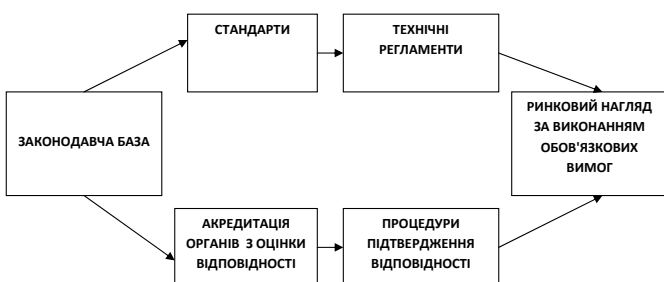 СТАНДАРТИ
ТЕХНІЧНІ
РЕГЛАМЕНТИ
ЗАКОНОДАВЧА БАЗА
РИНКОВИЙ НАГЛЯД
ЗА ВИКОНАННЯМ
ОБОВ'ЯЗКОВИХ
ВИМОГ
АКРЕДИТАЦІЯ
ОРГАНІВ З ОЦІНКИ
ВІДПОВІДНОСТІ
ПРОЦЕДУРИ
ПІДТВЕРДЖЕННЯ
ВІДПОВІДНОСТІ